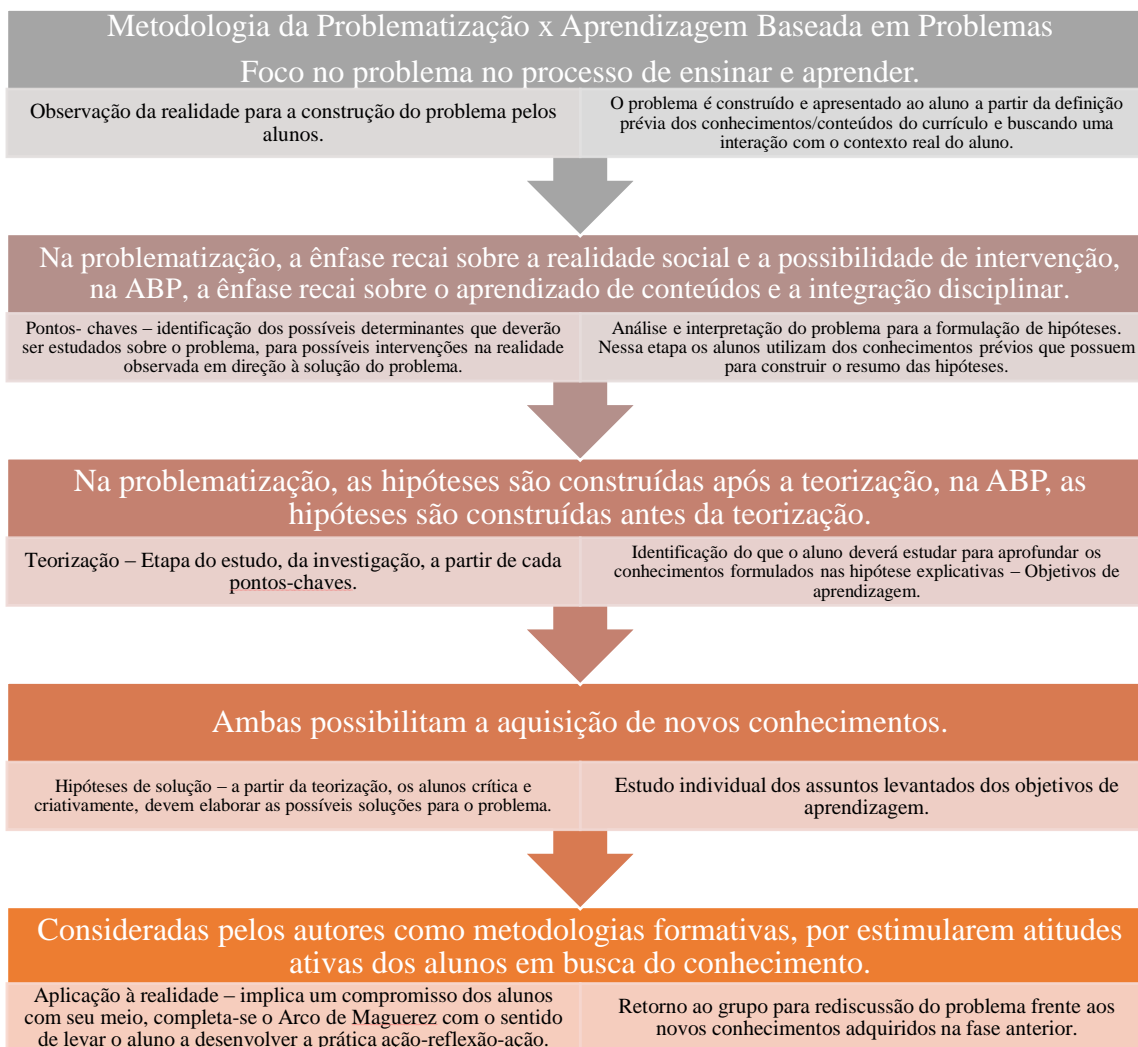 Metodologia da Problematização x Aprendizagem Baseada em Problemas
Foco no problema no processo de ensinar e aprender.
Observação da realidade para a construção do problema pelos
alunos.
O problema é construído e apresentado ao aluno a partir da definição
prévia dos conhecimentos/conteúdos do currículo e buscando uma
interação com o contexto real do aluno.
Na problematização, a ênfase recai sobre a realidade social e a possibilidade de intervenção,
na ABP, a ênfase recai sobre o aprendizado de conteúdos e a integração disciplinar.
Pontos- chaves – identificação dos possíveis determinantes que deverão
ser estudados sobre o problema, para possíveis intervenções na realidade
observada em direção à solução do problema.
Análise e interpretação do problema para a formulação de hipóteses.
Nessa etapa os alunos utilizam dos conhecimentos prévios que possuem
para construir o resumo das hipóteses.
Na problematização, as hipóteses são construídas após a teorização, na ABP, as
hipóteses são construídas antes da teorização.
Teorização – Etapa do estudo, da investigação, a partir de cada
pontos-chaves.
Identificação do que o aluno deverá estudar para aprofundar os
conhecimentos formulados nas hipótese explicativas – Objetivos de
aprendizagem.
Ambas possibilitam a aquisição de novos conhecimentos.
Hipóteses de solução – a partir da teorização, os alunos crítica e
criativamente, devem elaborar as possíveis soluções para o problema.
Estudo individual dos assuntos levantados dos objetivos de
aprendizagem.
Consideradas pelos autores como metodologias formativas, por estimularem atitudes
ativas dos alunos em busca do conhecimento.
Aplicação à realidade – implica um compromisso dos alunos
com seu meio, completa-se o Arco de Maguerez com o sentido
de levar o aluno a desenvolver a prática ação-reflexão-ação.
Retorno ao grupo para rediscussão do problema frente aos
novos conhecimentos adquiridos na fase anterior.